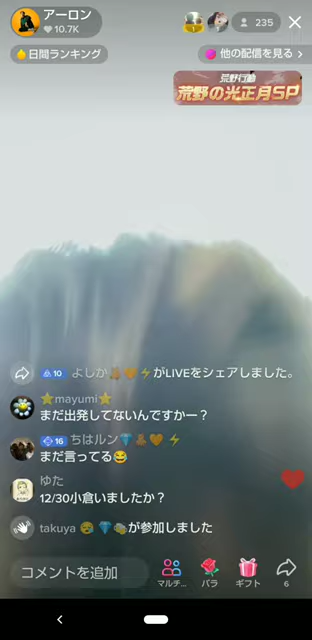 アーロン
10.7K
235
日間ランキング
他の配信を見る
荒野行動
荒野の光正月SP
10 よしかがLIVEをシェアしました。
mayumi
まだ出発してないんですかー？
16 ちはルン
まだ言ってる😂
ゆた
12/30小倉いましたか？
takuya が参加しました
コメントを追加
マルチ...
バラ
ギフト
6